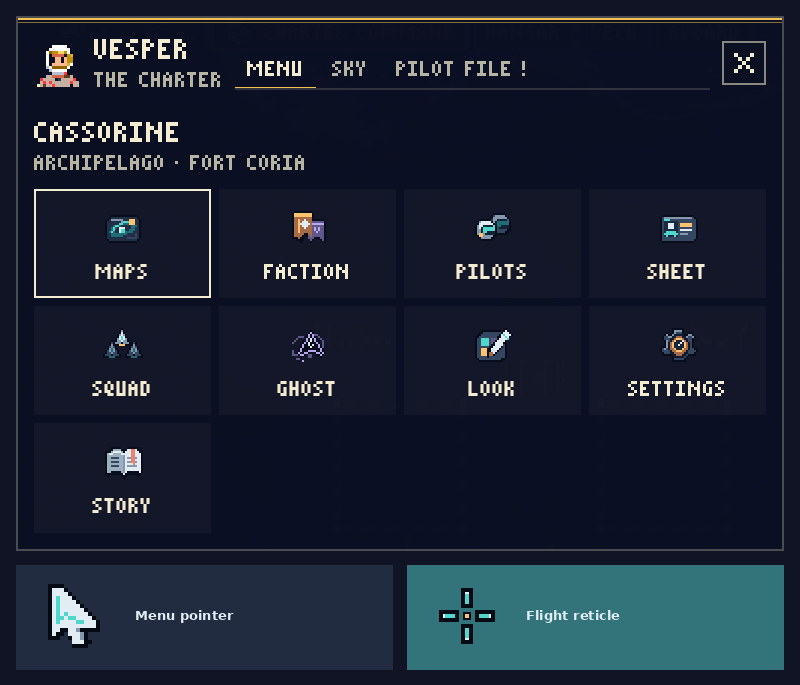 VESPER
THE CHARTER
MENU SKY PILOT FILE !
CASSORINE
ARCHIPELAGO · FORT CORIA
MAPS FACTION PILOTS SHEET
SQUAD GHOST LOOK SETTINGS
STORY
Menu pointer Flight reticle